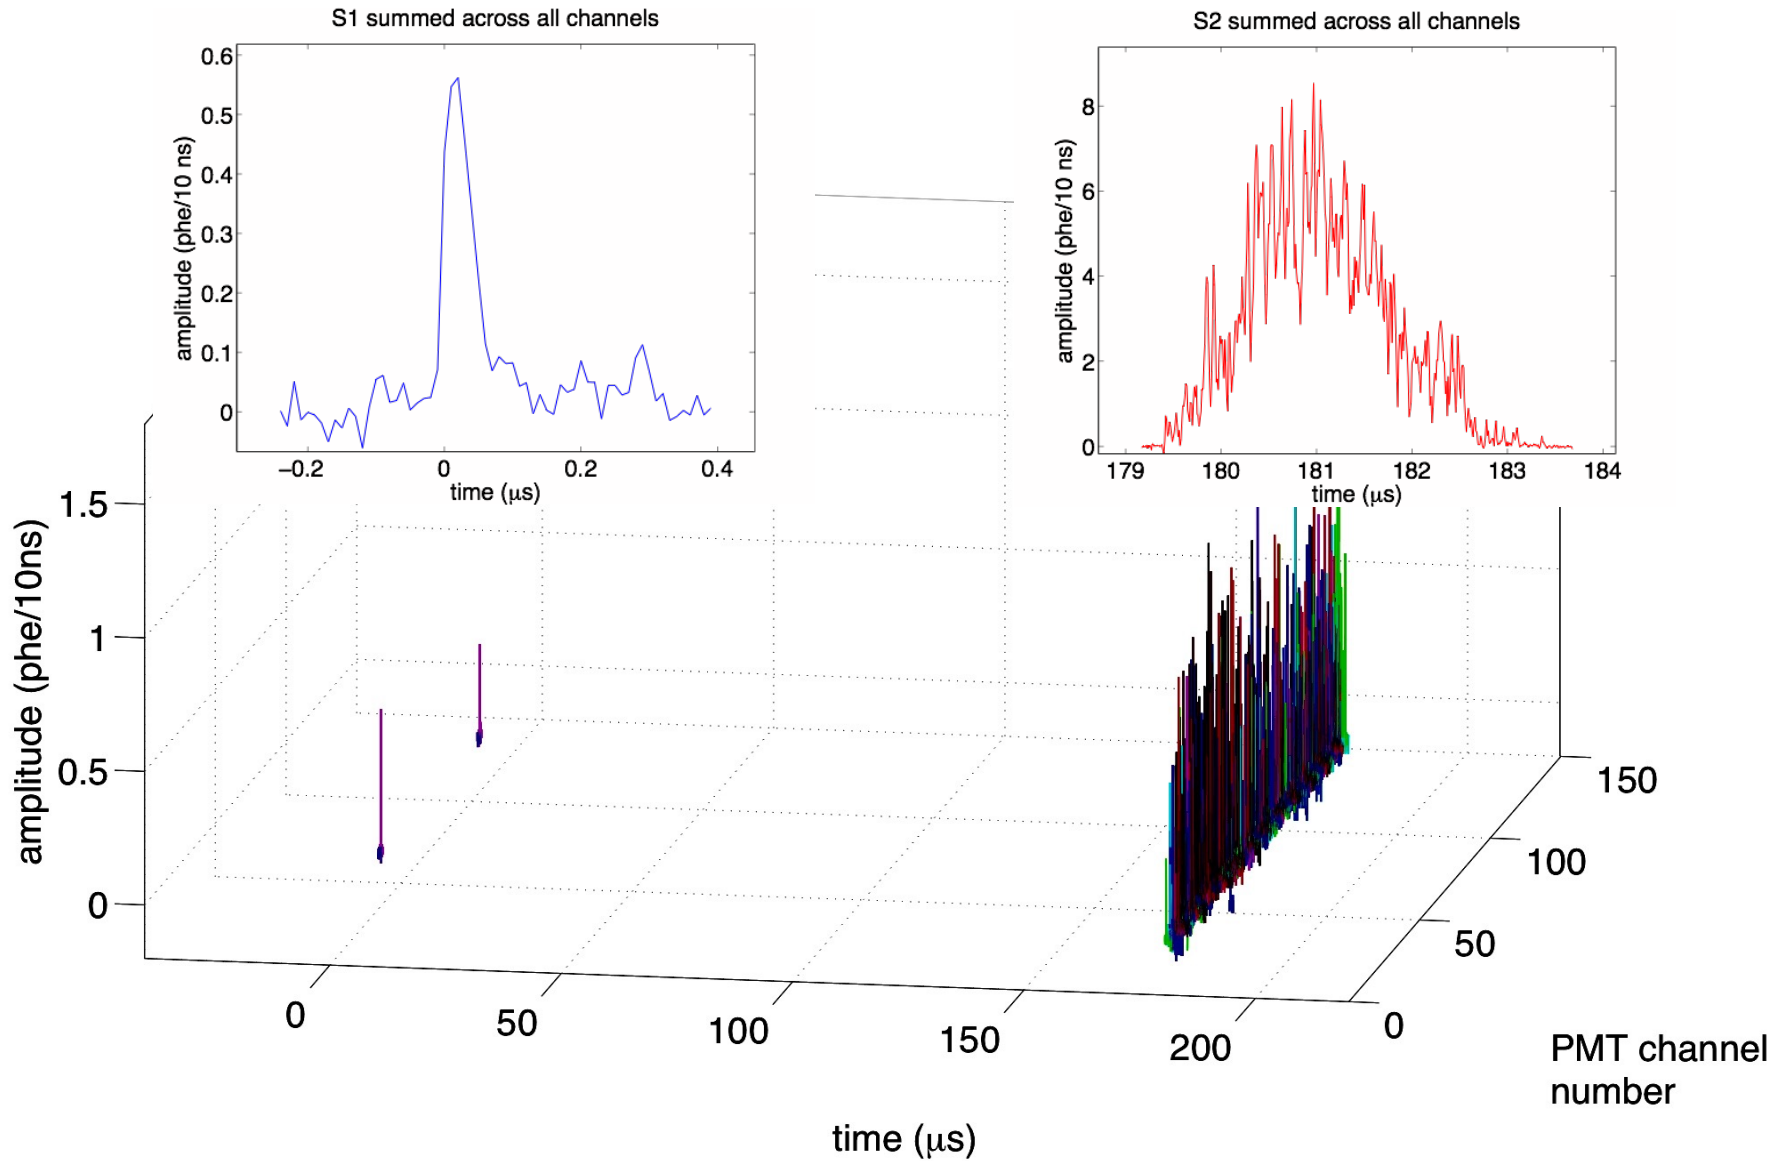 S1 summed across all channels
amplitude (phe/10 ns)
0.6
0.5
0.4
0.3
0.2
0.1
0
−0.2 0 0.2 0.4
time (μs)
S2 summed across all channels
amplitude (phe/10 ns)
8
6
4
2
0
179 180 181 182 183 184
time (μs)
amplitude (phe/10ns)
1.5
1
0.5
0
0 50 100 150 200
time (μs)
150
100
50
0
PMT channel
number